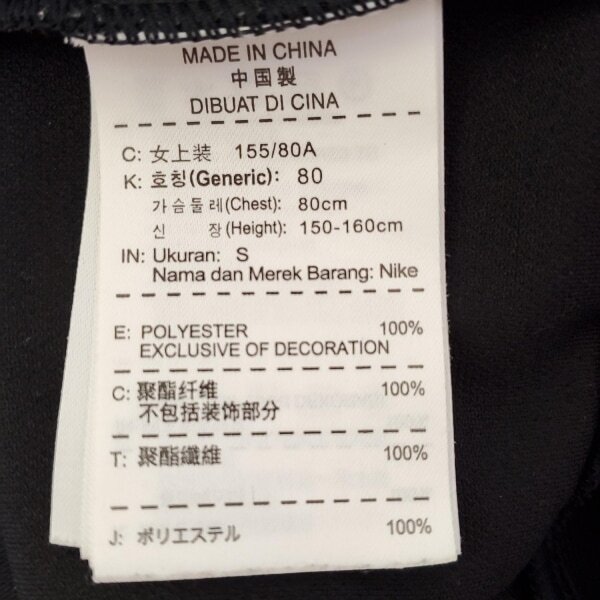 MADE IN CHINA
中国製
DIBUAT DI CINA
C: 女上装 155/80A
K: 호칭(Generic): 80
가슴둘레(Chest): 80cm
신 장(Height): 150-160cm
IN: Ukuran: S
Nama dan Merek Barang: Nike
E: POLYESTER 100%
EXCLUSIVE OF DECORATION
C: 聚酯纤维 100%
不包括装饰部分
T: 聚酯纖維 100%
J: ポリエステル 100%